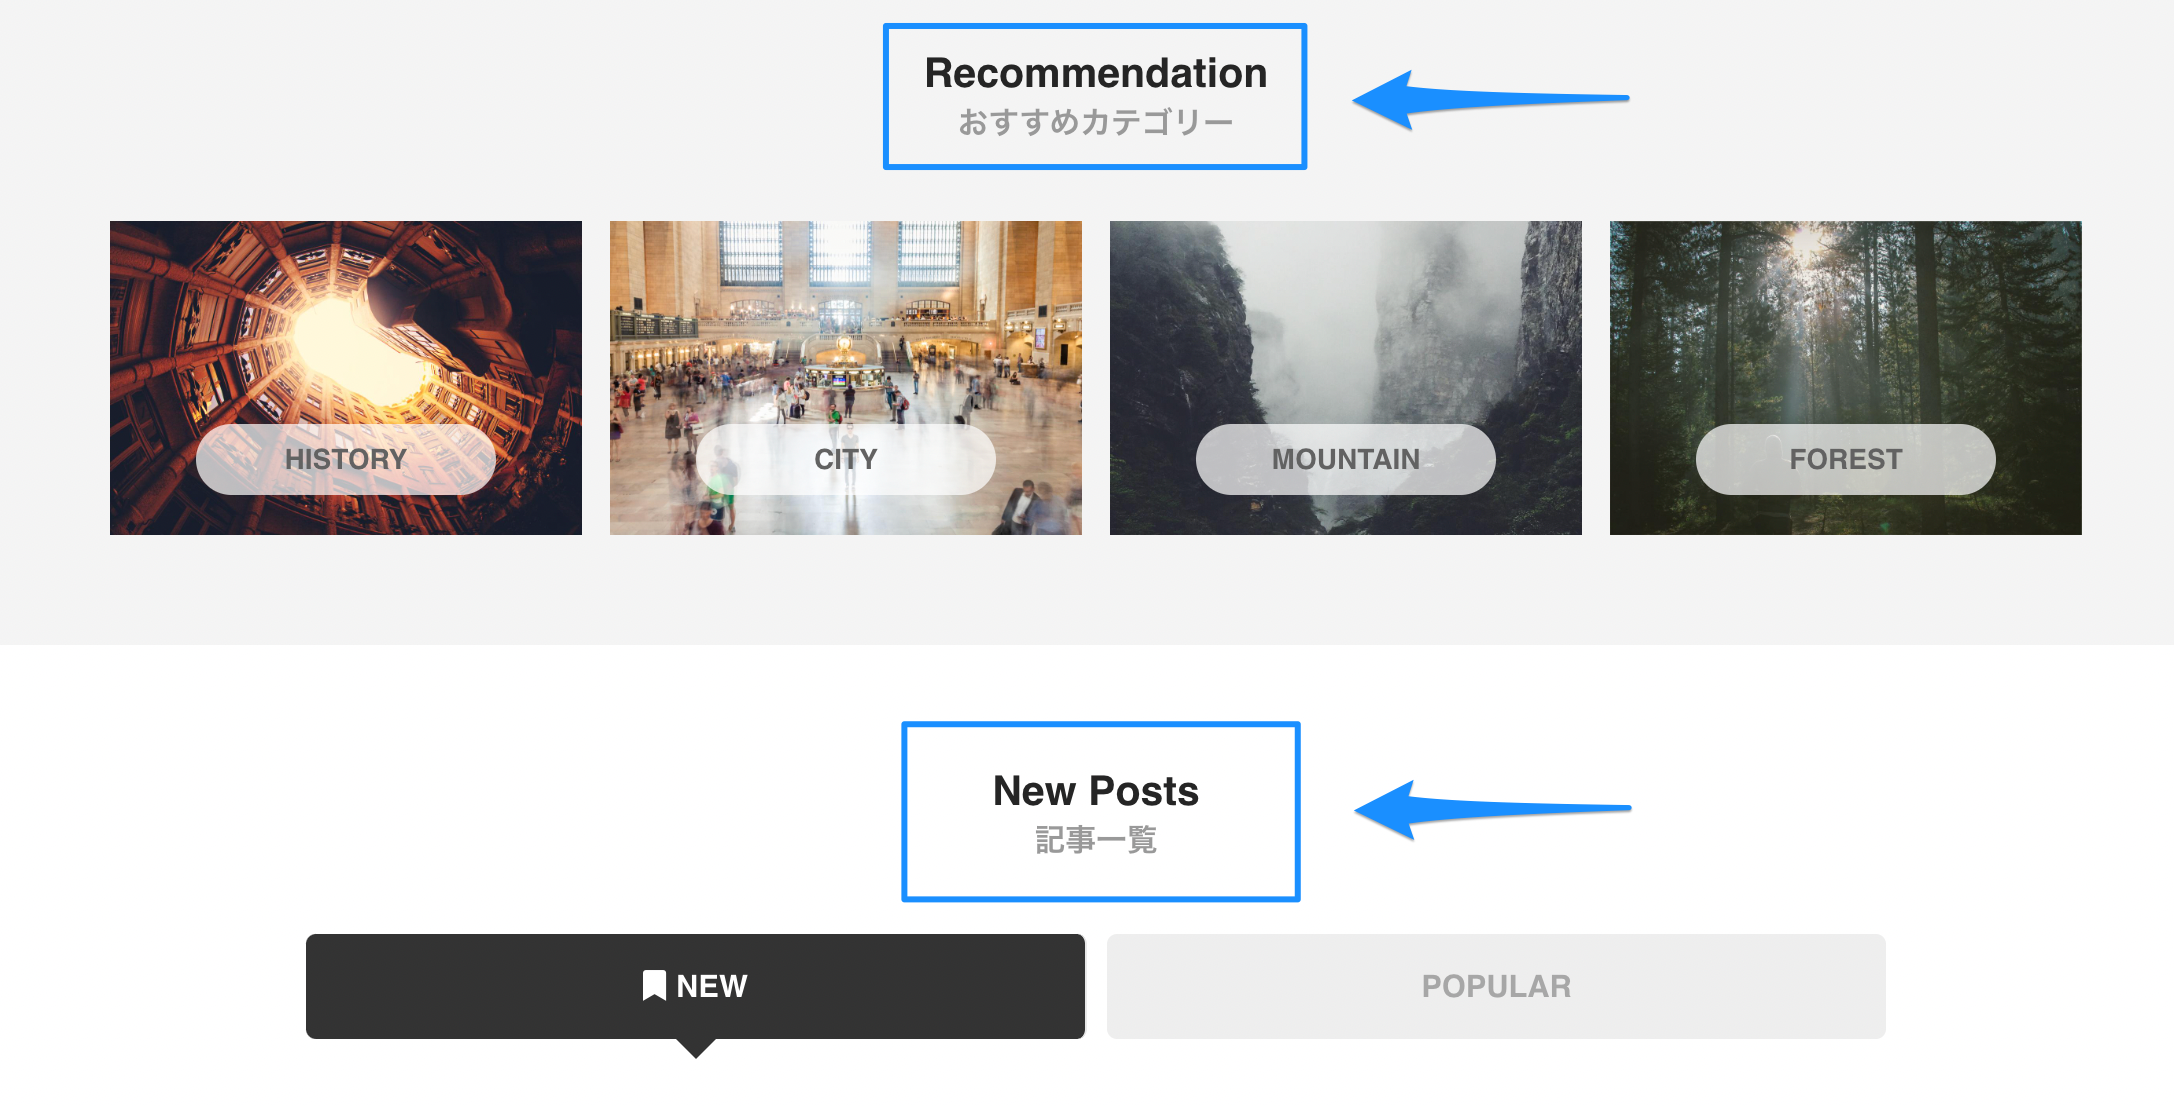 Recommendation
おすすめカテゴリー
HISTORY
CITY
MOUNTAIN
FOREST
New Posts
記事一覧
NEW
POPULAR